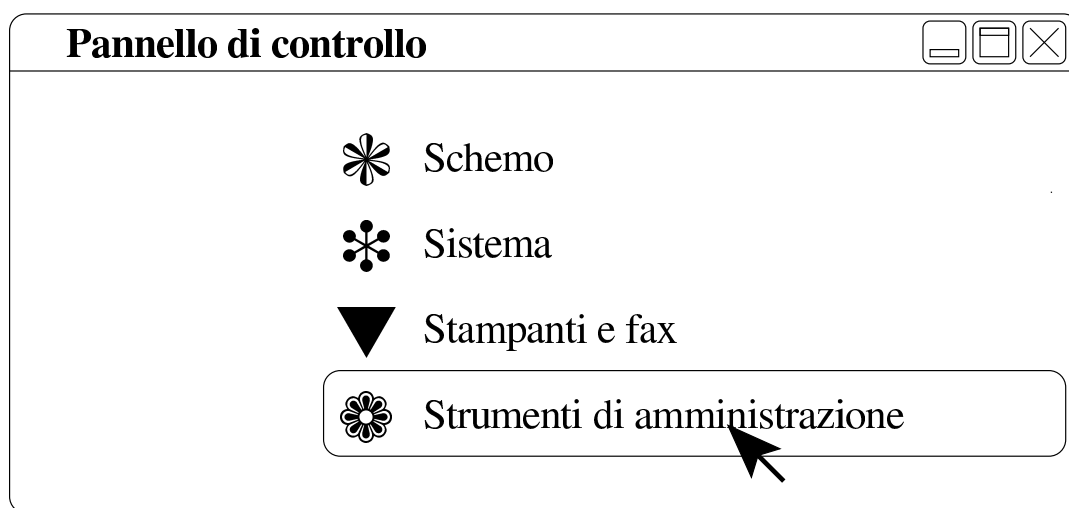 Pannello di controllo
Schemo
Sistema
Stampanti e fax
Strumenti di amministrazione